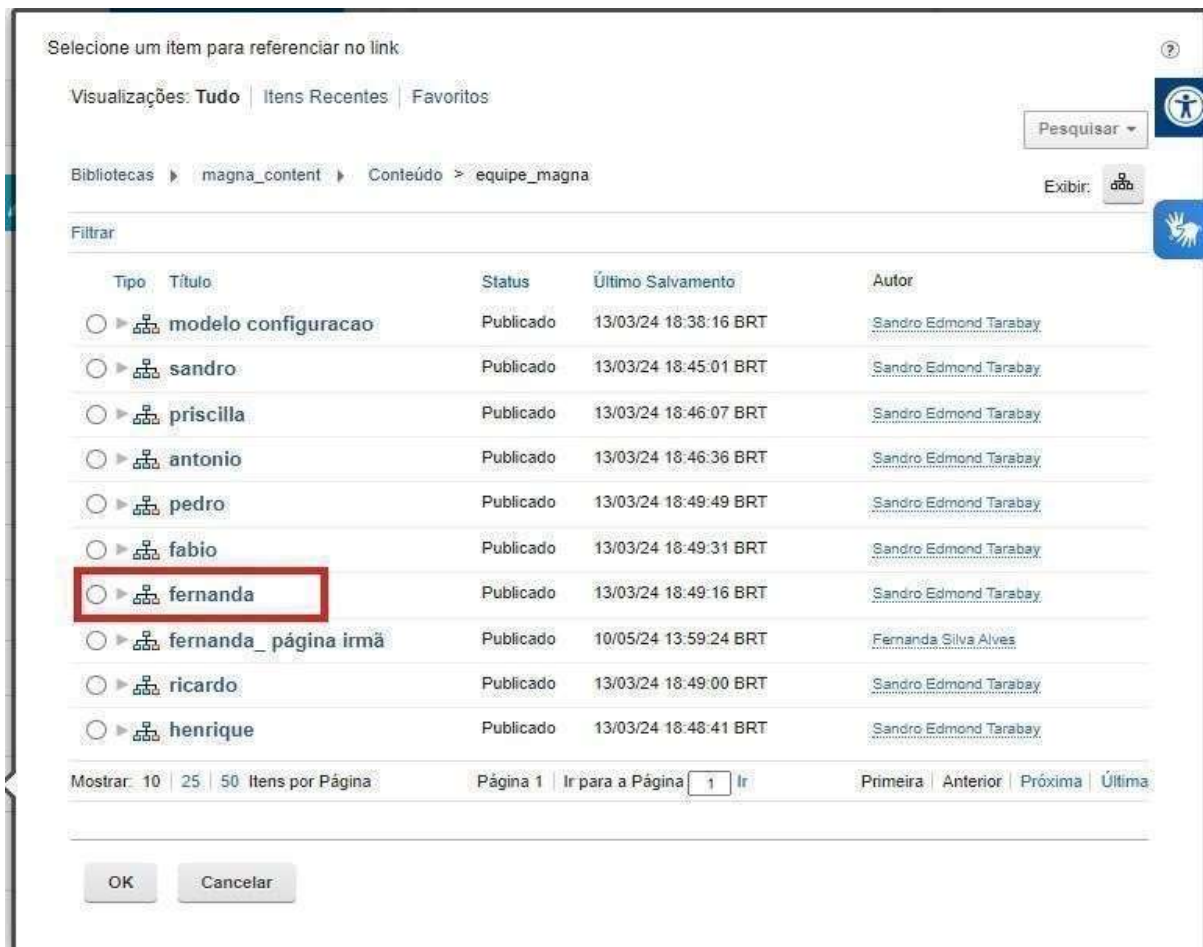 Selecione um item para referenciar no link
Visualizações: Tudo | Itens Recentes | Favoritos
Pesquisar
Bibliotecas magna_content Conteúdo > equipe_magna
Exibir:
Filtrar
Tipo Título Status Último Salvamento Autor
modelo configuracao Publicado 13/03/24 18:38:16 BRT Sandro Edmond Tarabay
sandro Publicado 13/03/24 18:45:01 BRT Sandro Edmond Tarabay
priscilla Publicado 13/03/24 18:46:07 BRT Sandro Edmond Tarabay
antonio Publicado 13/03/24 18:46:36 BRT Sandro Edmond Tarabay
pedro Publicado 13/03/24 18:49:49 BRT Sandro Edmond Tarabay
fabio Publicado 13/03/24 18:49:31 BRT Sandro Edmond Tarabay
fernanda Publicado 13/03/24 18:49:16 BRT Sandro Edmond Tarabay
fernanda_ página irmã Publicado 10/05/24 13:59:24 BRT Fernanda Silva Alves
ricardo Publicado 13/03/24 18:49:00 BRT Sandro Edmond Tarabay
henrique Publicado 13/03/24 18:48:41 BRT Sandro Edmond Tarabay
Mostrar: 10 | 25 | 50 Itens por Página Página 1 | Ir para a Página 1 Ir Primeira | Anterior | Próxima | Última
OK Cancelar